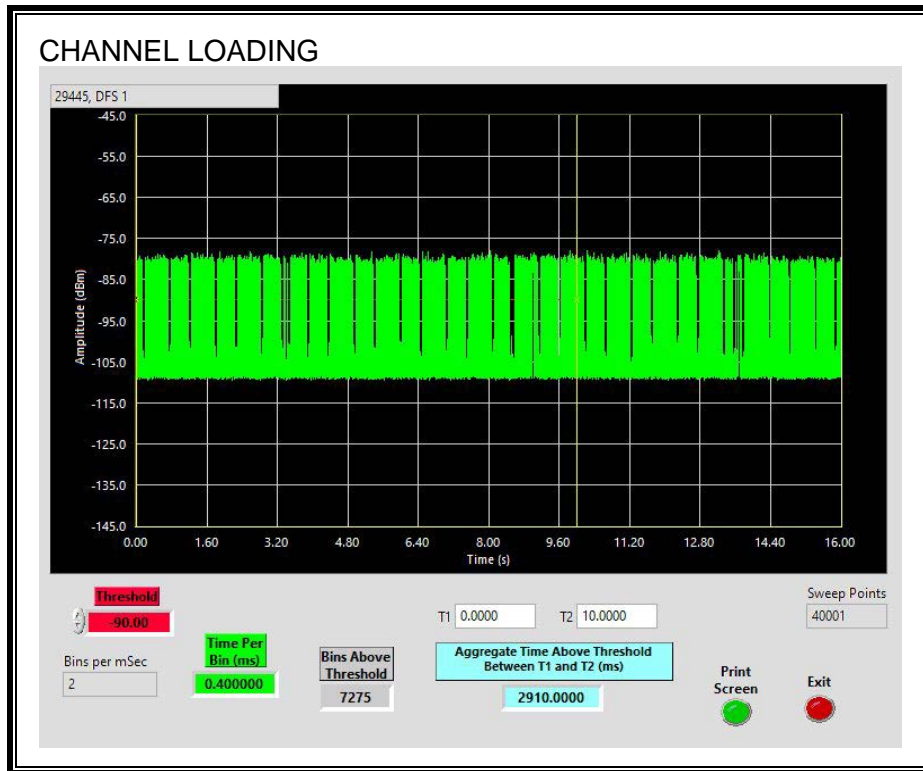 CHANNEL LOADING
29445, DFS 1
-45.0
-55.0
-65.0
-75.0
-85.0
-95.0
-105.0
-115.0
-125.0
-135.0
-145.0
Amplitude (dBm)
0.00 1.60 3.20 4.80 6.40 8.00 9.60 11.20 12.80 14.40 16.00
Time (s)
Threshold
-90.00
Bins per mSec
2
Time Per
Bin (ms)
0.400000
Bins Above
Threshold
7275
T1 0.0000 T2 10.0000
Aggregate Time Above Threshold
Between T1 and T2 (ms)
2910.0000
Sweep Points
40001
Print
Screen
Exit